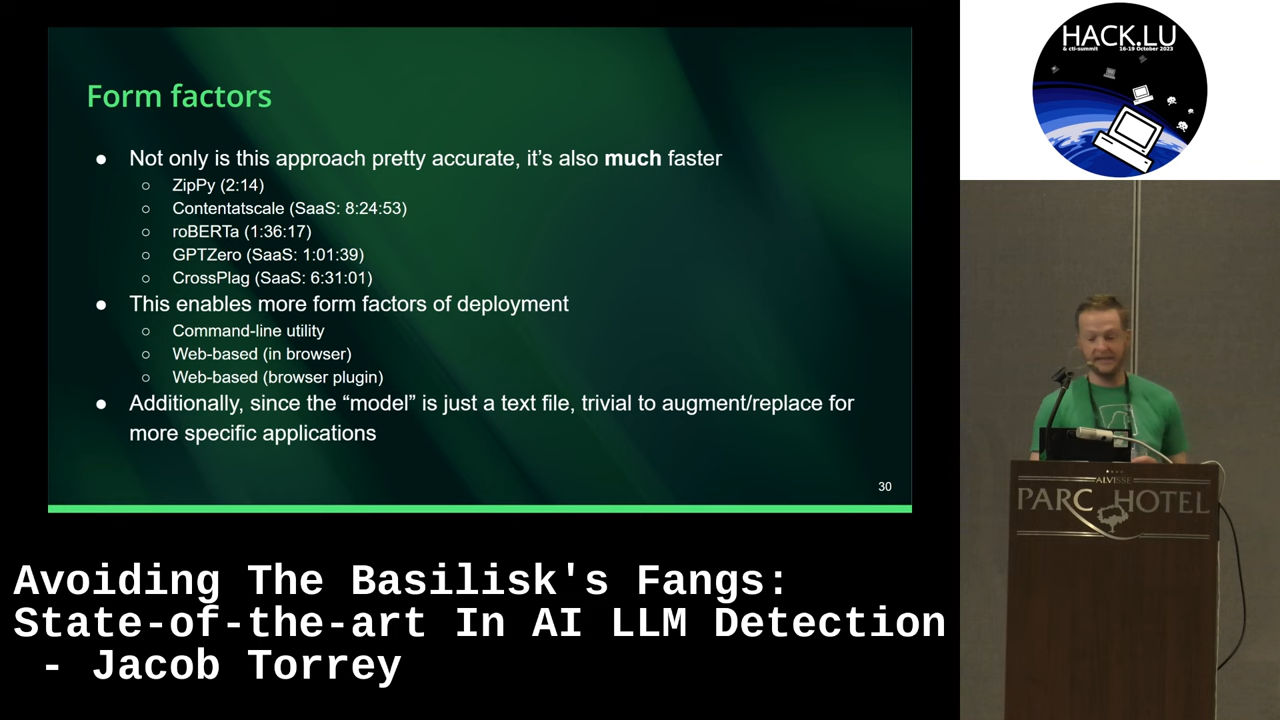 Form factors
● Not only is this approach pretty accurate, it's also much faster
○ ZipPy (2:14)
○ Contentatscale (SaaS: 8:24:53)
○ roBERTa (1:36:17)
○ GPTZero (SaaS: 1:01:39)
○ CrossPlag (SaaS: 6:31:01)
● This enables more form factors of deployment
○ Command-line utility
○ Web-based (in browser)
○ Web-based (browser plugin)
● Additionally, since the “model” is just a text file, trivial to augment/replace for
more specific applications
30
HACK.LU
& cti-summit 16-19 October 2023
ALVISSE
PARC HOTEL
Avoiding The Basilisk's Fangs:
State-of-the-art In AI LLM Detection
- Jacob Torrey